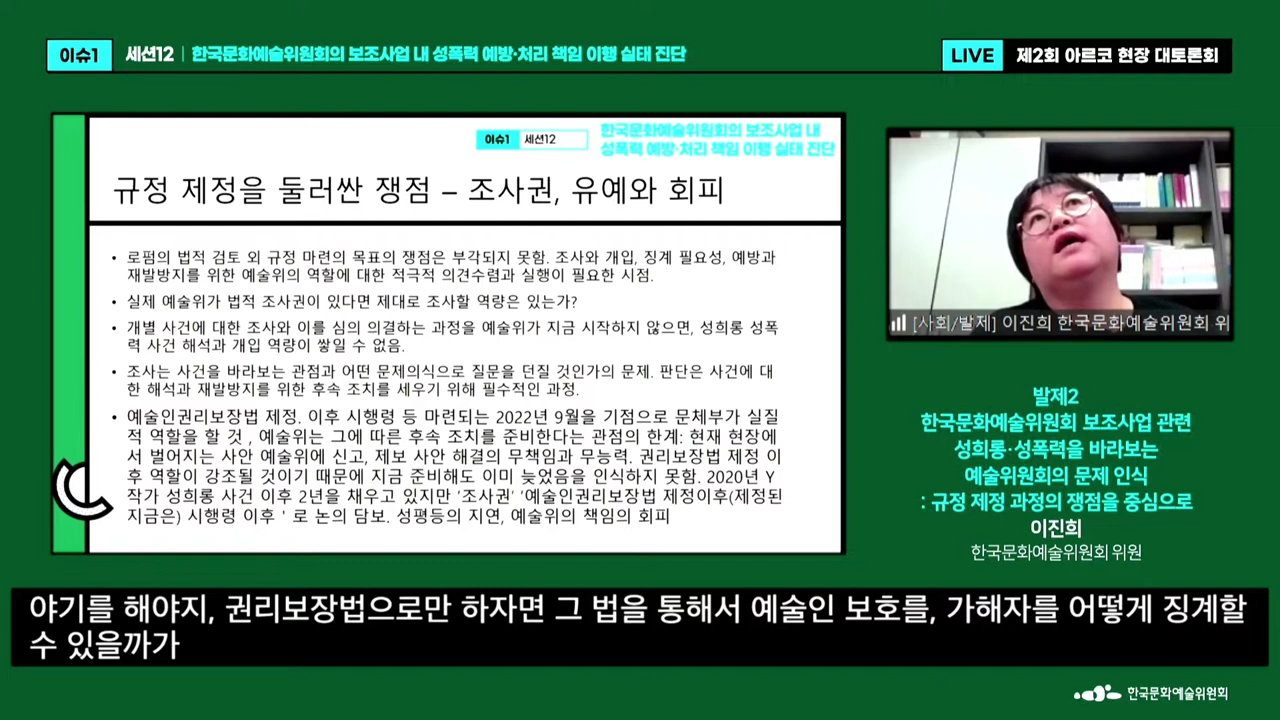 이슈1 세션12 | 한국문화예술위원회의 보조사업 내 성폭력 예방·처리 책임 이행 실태 진단
LIVE 제2회 아르코 현장 대토론회
이슈1 세션12
한국문화예술위원회의 보조사업 내
성폭력 예방·처리 책임 이행 실태 진단
규정 제정을 둘러싼 쟁점 – 조사권, 유예와 회피
• 로펌의 법적 검토 외 규정 마련의 목표의 쟁점은 부각되지 못함. 조사와 개입, 징계 필요성, 예방과
재발방지를 위한 예술위의 역할에 대한 적극적 의견수렴과 실행이 필요한 시점.
• 실제 예술위가 법적 조사권이 있다면 제대로 조사할 역량은 있는가?
• 개별 사건에 대한 조사와 이를 심의 의결하는 과정을 예술위가 지금 시작하지 않으면, 성희롱 성폭
력 사건 해석과 개입 역량이 쌓일 수 없음.
• 조사는 사건을 바라보는 관점과 어떤 문제의식으로 질문을 던질 것인가의 문제. 판단은 사건에 대
한 해석과 재발방지를 위한 후속 조치를 세우기 위해 필수적인 과정.
• 예술인권리보장법 제정. 이후 시행령 등 마련되는 2022년 9월을 기점으로 문체부가 실질
적 역할을 할 것 , 예술위는 그에 따른 후속 조치를 준비한다는 관점의 한계: 현재 현장에
서 벌어지는 사안 예술위에 신고, 제보 사안 해결의 무책임과 무능력. 권리보장법 제정 이
후 역할이 강조될 것이기 때문에 지금 준비해도 이미 늦었음을 인식하지 못함. 2020년 Y
작가 성희롱 사건 이후 2년을 채우고 있지만 '조사권' '예술인권리보장법 제정이후(제정된
지금은) 시행령 이후 ' 로 논의 담보. 성평등의 지연, 예술위의 책임의 회피
[사회/발제] 이진희 한국문화예술위원회 위
발제2
한국문화예술위원회 보조사업 관련
성희롱·성폭력을 바라보는
예술위원회의 문제 인식
: 규정 제정 과정의 쟁점을 중심으로
이진희
한국문화예술위원회 위원
야기를 해야지, 권리보장법으로만 하자면 그 법을 통해서 예술인 보호를, 가해자를 어떻게 징계할
수 있을까가
한국문화예술위원회